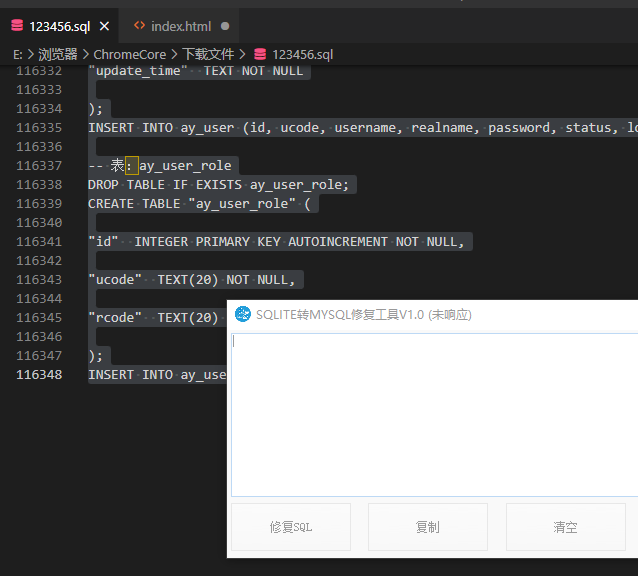 123456.sql
index.html
E: > 浏览器 > ChromeCore > 下载文件 > 123456.sql
116332 "update_time" TEXT NOT NULL
116333
116334 );
116335 INSERT INTO ay_user (id, ucode, username, realname, password, status, lo
116336
116337 -- 表：ay_user_role
116338 DROP TABLE IF EXISTS ay_user_role;
116339 CREATE TABLE "ay_user_role" (
116340
116341 "id" INTEGER PRIMARY KEY AUTOINCREMENT NOT NULL,
116342
116343 "ucode" TEXT(20) NOT NULL,
116344
116345 "rcode" TEXT(20)
116346
116347 );
116348 INSERT INTO ay_use
SQLITE转MYSQL修复工具V1.0 (未响应)
修复SQL
复制
清空